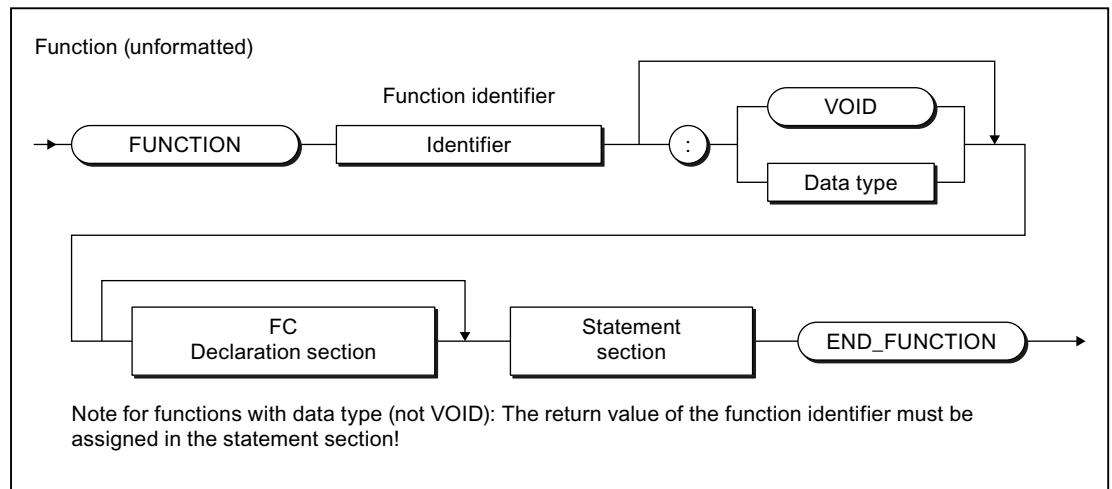 Function (unformatted)
Function identifier
FUNCTION
Identifier
:
VOID
Data type
FC
Declaration section
Statement
section
END_FUNCTION
Note for functions with data type (not VOID): The return value of the function identifier must be
assigned in the statement section!